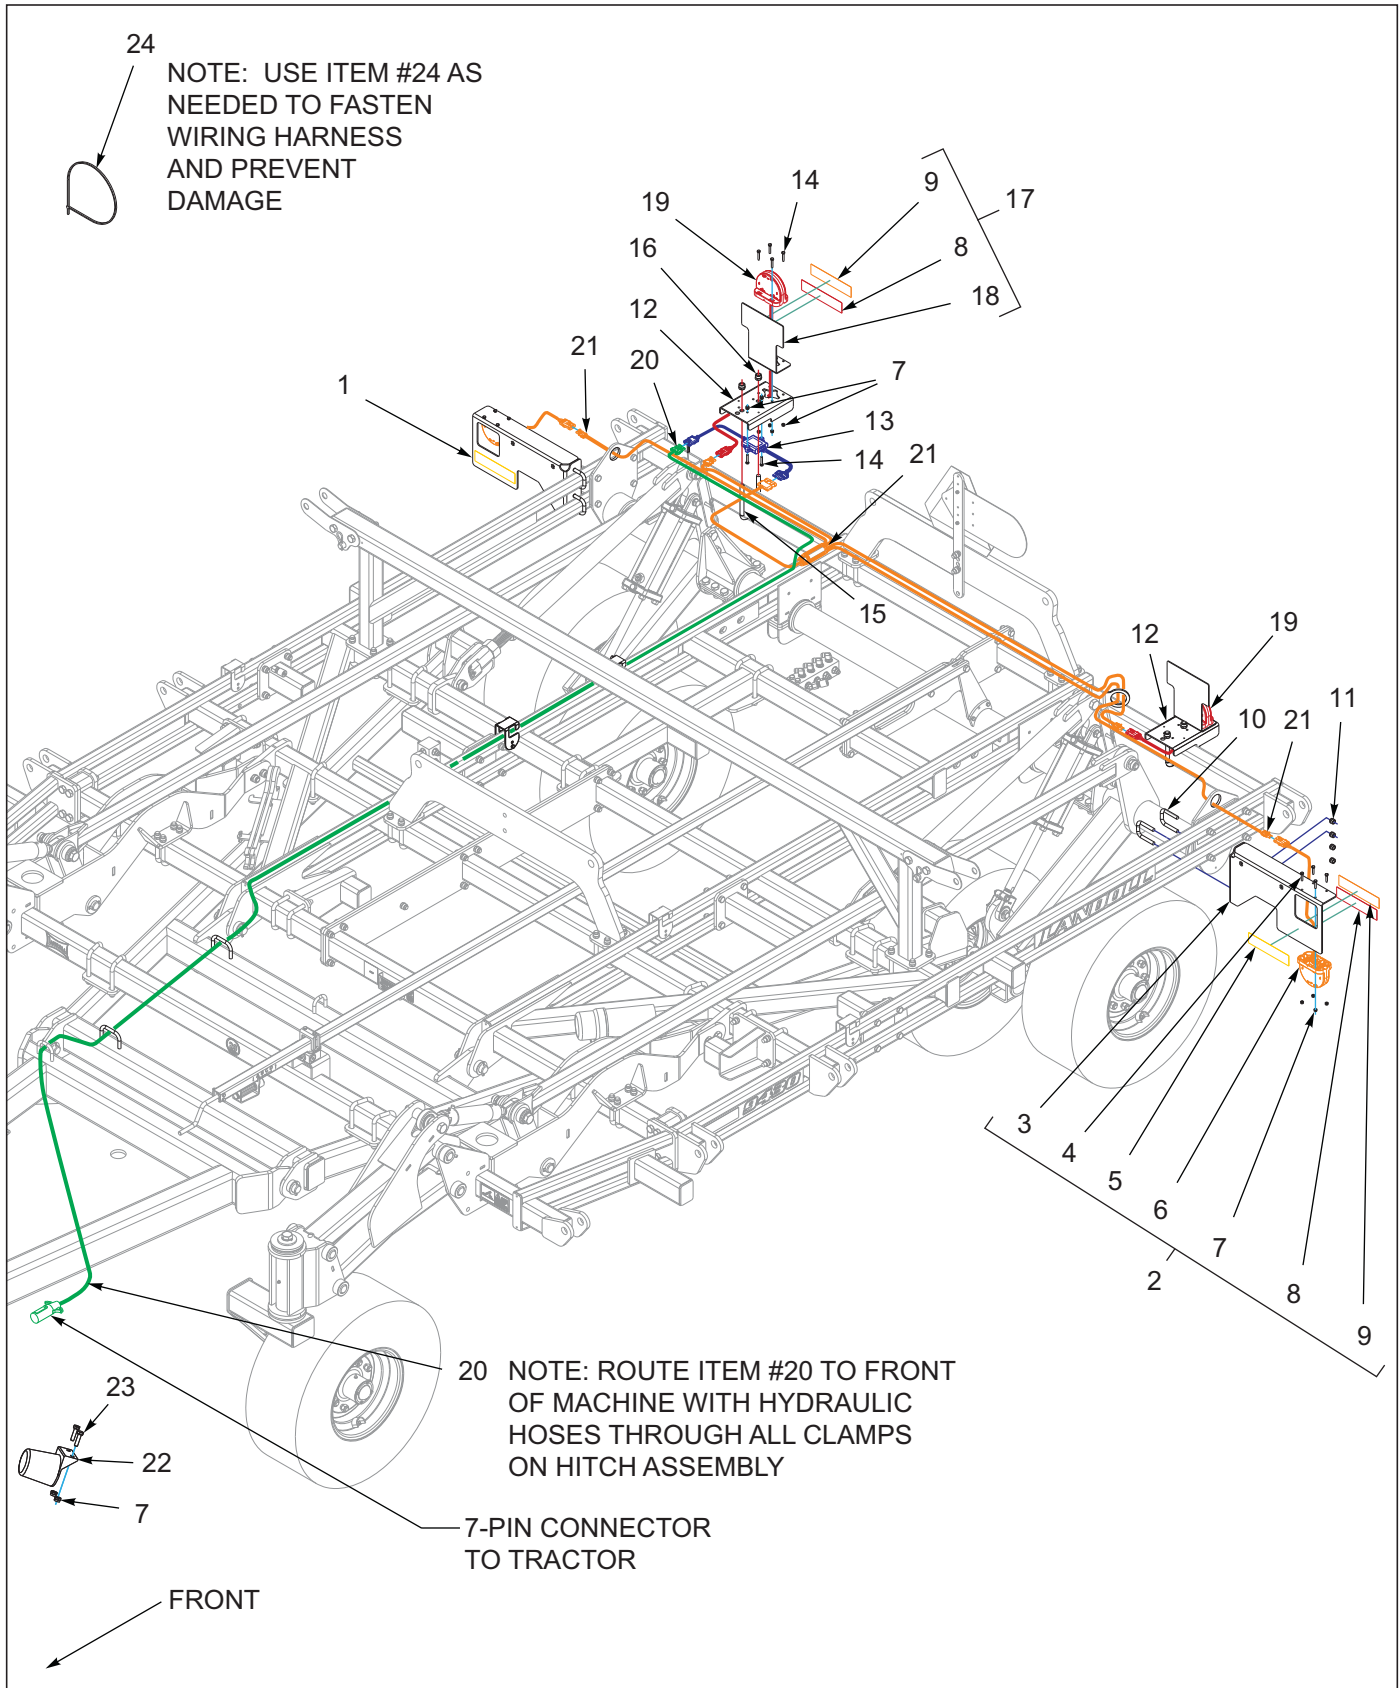 24
NOTE: USE ITEM #24 AS
NEEDED TO FASTEN
WIRING HARNESS
AND PREVENT
DAMAGE
9
14
17
19
16
8
12
18
21
20
7
1
13
14
21
15
12
19
10
11
21
LANDOLL
3
4
5
6
7
2
8
9
20 NOTE: ROUTE ITEM #20 TO FRONT
OF MACHINE WITH HYDRAULIC
HOSES THROUGH ALL CLAMPS
ON HITCH ASSEMBLY
23
22
7
7-PIN CONNECTOR
TO TRACTOR
FRONT